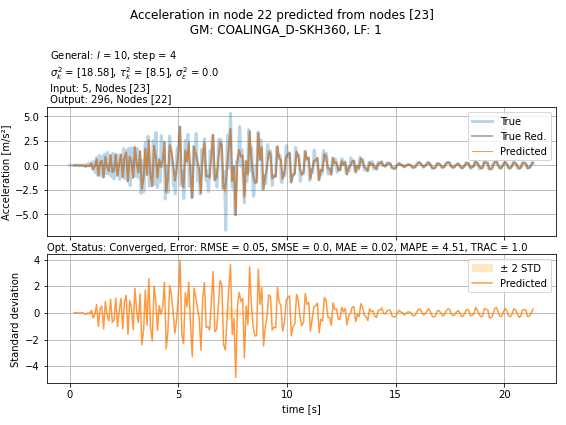 Acceleration in node 22 predicted from nodes [23]
GM: COALINGA_D-SKH360, LF: 1
General: l = 10, step = 4
σ²ₖ = [18.58], τ²ₖ = [8.5], σ²ε = 0.0
Input: 5, Nodes [23]
Output: 296, Nodes [22]
Acceleration [m/s²]
5.0
2.5
0.0
−2.5
−5.0
True
True Red.
Predicted
Opt. Status: Converged, Error: RMSE = 0.05, SMSE = 0.0, MAE = 0.02, MAPE = 4.51, TRAC = 1.0
Standard deviation
4
2
0
−2
−4
± 2 STD
Predicted
0 5 10 15 20
time [s]